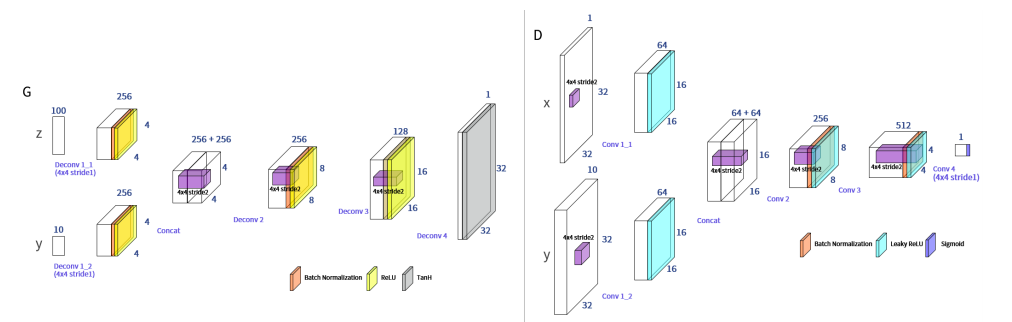 G
z
100
256
4
4
Deconv 1_1
(4x4 stride1)
y
10
256
4
4
Deconv 1_2
(4x4 stride1)
256 + 256
4
4
4x4 stride2
Concat
256
8
8
4x4 stride2
Deconv 2
128
16
16
4x4 stride2
Deconv 3
1
32
32
Deconv 4
Batch Normalization
ReLU
TanH
D
x
1
4x4 stride2
32
32
64
16
16
Conv 1_1
y
10
4x4 stride2
32
32
64
16
16
Conv 1_2
64 + 64
4x4 stride2
16
16
Concat
256
4x4 stride2
8
8
Conv 2
512
4x4 stride2
4
4
Conv 3
1
Conv 4
(4x4 stride1)
Batch Normalization
Leaky ReLU
Sigmoid